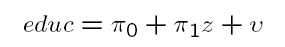 educ = π₀ + π₁z + υ